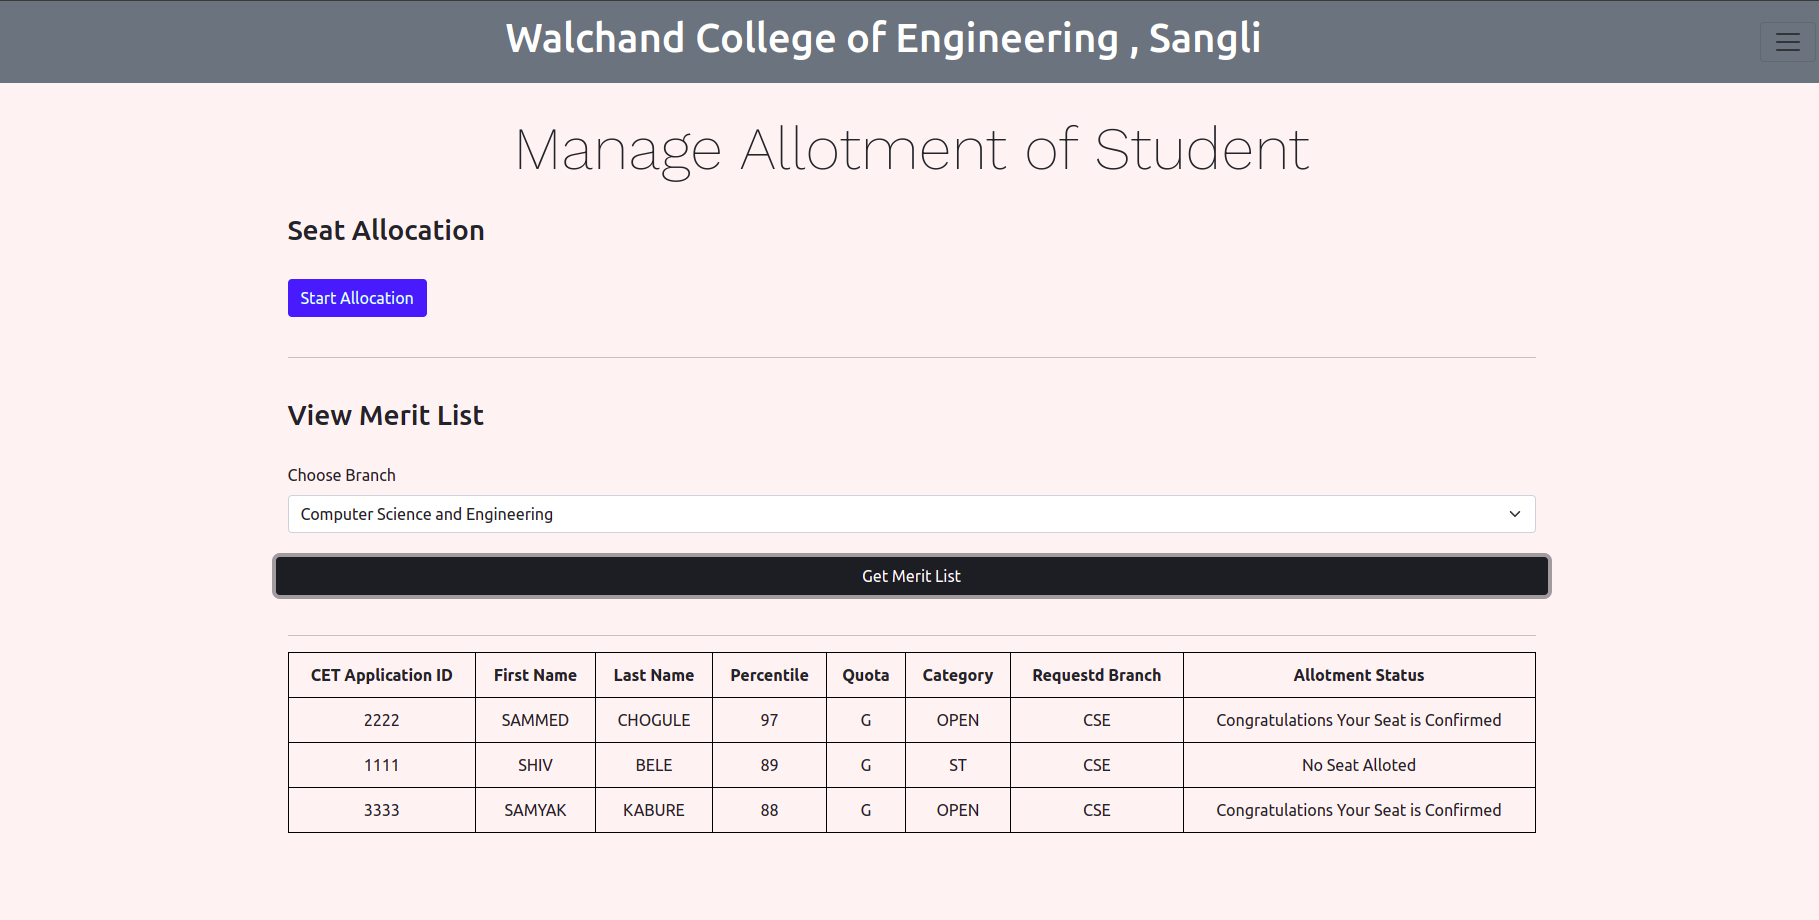 Walchand College of Engineering , Sangli
Manage Allotment of Student
Seat Allocation
Start Allocation
View Merit List
Choose Branch
Computer Science and Engineering
Get Merit List
CET Application ID First Name Last Name Percentile Quota Category Requestd Branch Allotment Status
2222 SAMMED CHOGULE 97 G OPEN CSE Congratulations Your Seat is Confirmed
1111 SHIV BELE 89 G ST CSE No Seat Alloted
3333 SAMYAK KABURE 88 G OPEN CSE Congratulations Your Seat is Confirmed